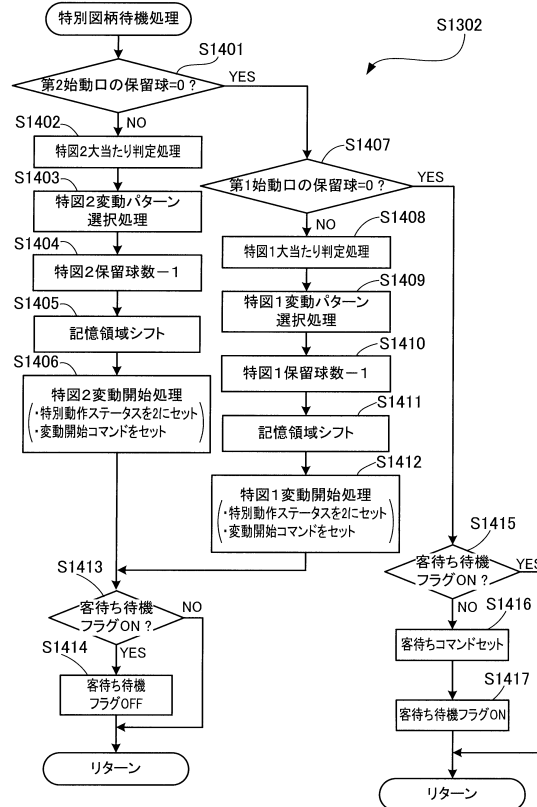 特別図柄待機処理
S1302
S1401
第2始動口の保留球=0？
YES
NO
S1402
特図2大当たり判定処理
S1403
特図2変動パターン
選択処理
S1404
特図2保留球数－1
S1405
記憶領域シフト
S1406
特図2変動開始処理
・特別動作ステータスを2にセット
・変動開始コマンドをセット
S1407
第1始動口の保留球=0？
YES
NO
S1408
特図1大当たり判定処理
S1409
特図1変動パターン
選択処理
S1410
特図1保留球数－1
S1411
記憶領域シフト
S1412
特図1変動開始処理
・特別動作ステータスを2にセット
・変動開始コマンドをセット
S1413
客待ち待機
フラグON？
NO
YES
S1414
客待ち待機
フラグOFF
リターン
S1415
客待ち待機
フラグON？
YES
NO
S1416
客待ちコマンドセット
S1417
客待ち待機フラグON
リターン